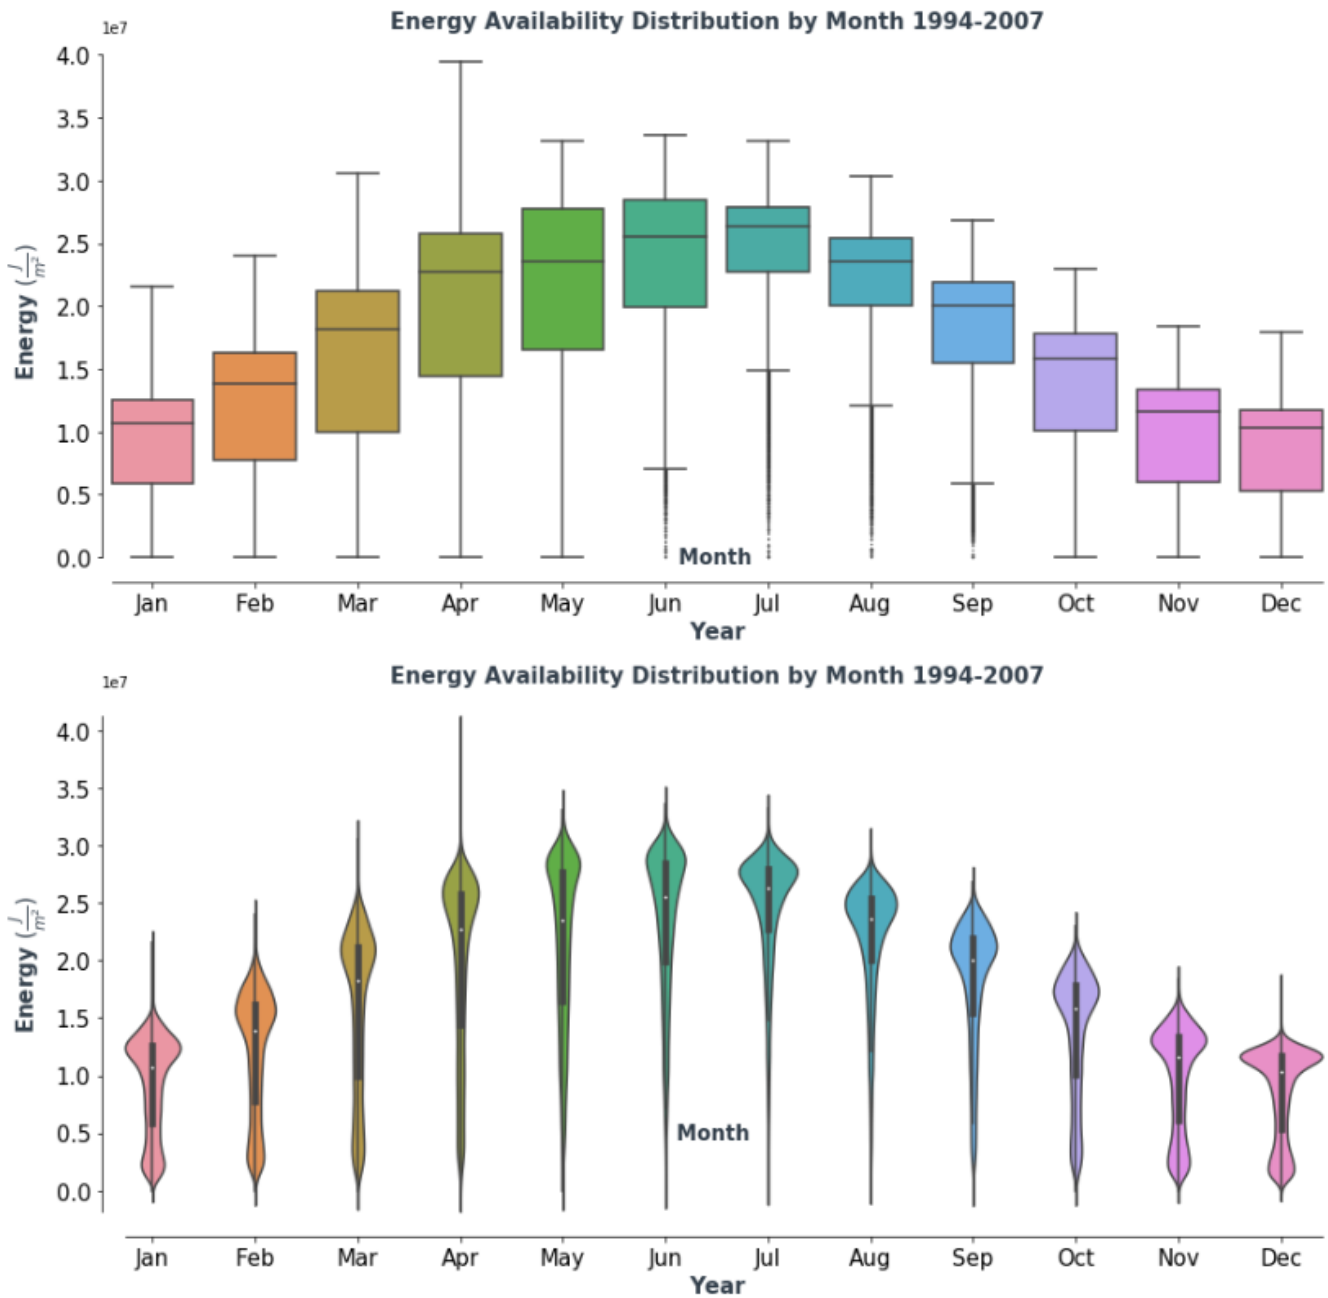 Energy Availability Distribution by Month 1994-2007
1e7
4.0
3.5
3.0
2.5
2.0
1.5
1.0
0.5
0.0
Energy (J/m²)
Month
Jan Feb Mar Apr May Jun Jul Aug Sep Oct Nov Dec
Year
Energy Availability Distribution by Month 1994-2007
1e7
4.0
3.5
3.0
2.5
2.0
1.5
1.0
0.5
0.0
Energy (J/m²)
Month
Jan Feb Mar Apr May Jun Jul Aug Sep Oct Nov Dec
Year